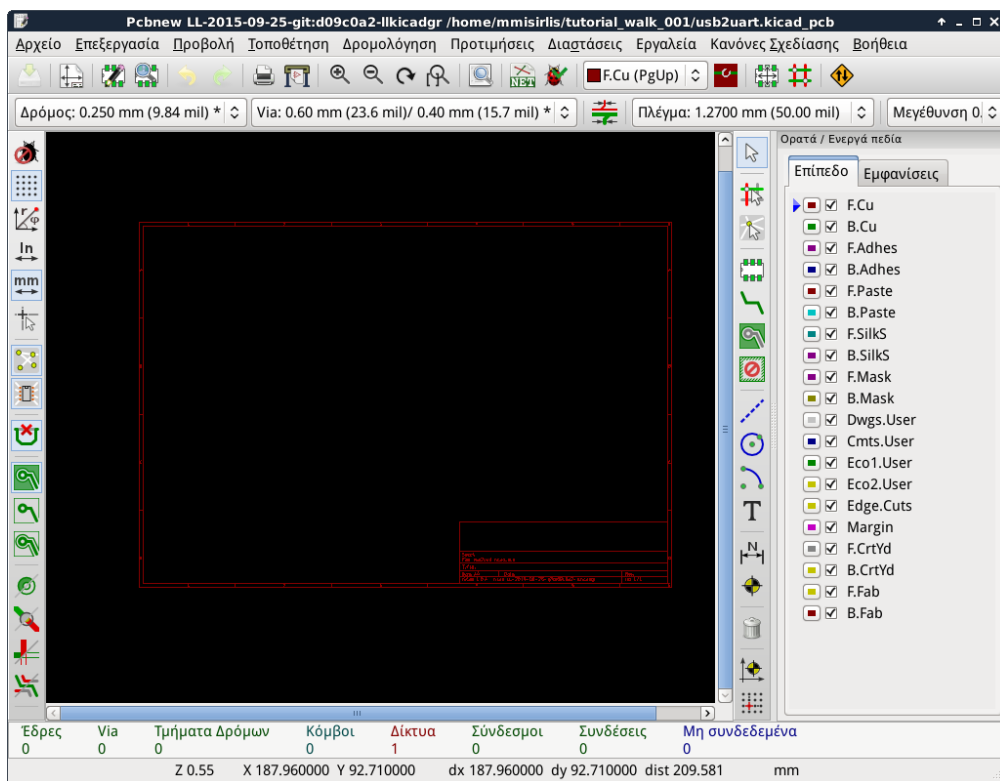 Pcbnew LL-2015-09-25-git:d09c0a2-llkicadgr /home/mmisirlis/tutorial_walk_001/usb2uart.kicad_pcb
Αρχείο Επεξεργασία Προβολή Τοποθέτηση Δρομολόγηση Προτιμήσεις Διαστάσεις Εργαλεία Κανόνες Σχεδίασης Βοήθεια
NET F.Cu (PgUp)
Δρόμος: 0.250 mm (9.84 mil) * Via: 0.60 mm (23.6 mil)/ 0.40 mm (15.7 mil) * Πλέγμα: 1.2700 mm (50.00 mil) Μεγέθυνση 0.
Ορατά / Ενεργά πεδία
Επίπεδο Εμφανίσεις
In
mm
T
N
F.Cu
B.Cu
F.Adhes
B.Adhes
F.Paste
B.Paste
F.SilkS
B.SilkS
F.Mask
B.Mask
Dwgs.User
Cmts.User
Eco1.User
Eco2.User
Edge.Cuts
Margin
F.CrtYd
B.CrtYd
F.Fab
B.Fab
Έδρες Via Τμήματα Δρόμων Κόμβοι Δίκτυα Σύνδεσμοι Συνδέσεις Μη συνδεδεμένα
0 0 0 0 1 0 0 0
Z 0.55 X 187.960000 Y 92.710000 dx 187.960000 dy 92.710000 dist 209.581 mm